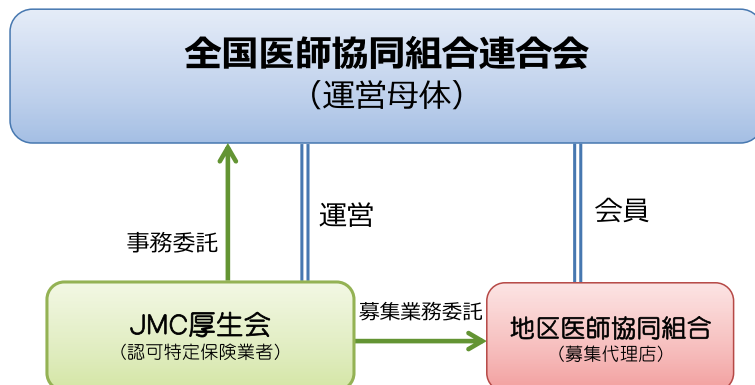 全国医師協同組合連合会
（運営母体）
運営
会員
事務委託
募集業務委託
JMC厚生会
（認可特定保険業者）
地区医師協同組合
（募集代理店）